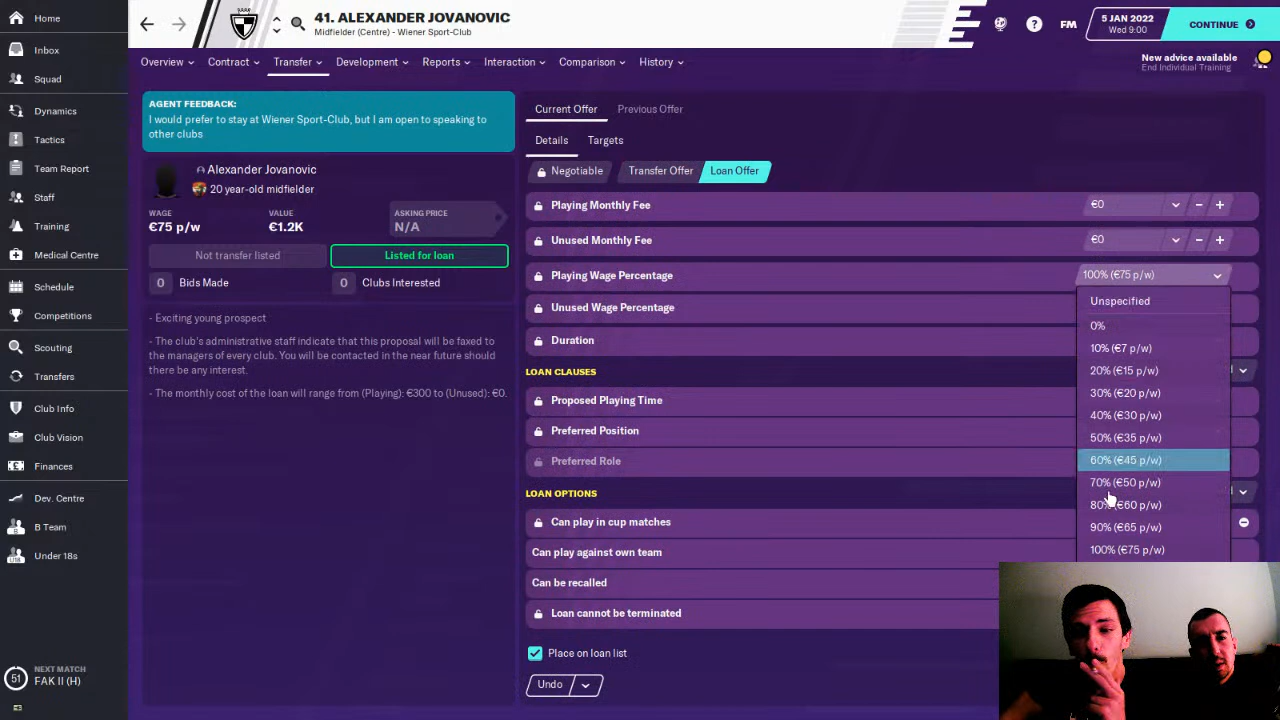 Home
Inbox
Squad
Dynamics
Tactics
Team Report
Staff
Training
Medical Centre
Schedule
Competitions
Scouting
Transfers
Club Info
Club Vision
Finances
Dev. Centre
B Team
Under 18s
51
NEXT MATCH
FAK II (H)
41. ALEXANDER JOVANOVIC
Midfielder (Centre) - Wiener Sport-Club
FM
5 JAN 2022
Wed 9:00
CONTINUE
Overview
Contract
Transfer
Development
Reports
Interaction
Comparison
History
New advice available
End Individual Training
AGENT FEEDBACK:
I would prefer to stay at Wiener Sport-Club, but I am open to speaking to
other clubs
Alexander Jovanovic
20 year-old midfielder
WAGE
€75 p/w
VALUE
€1.2K
ASKING PRICE
N/A
Not transfer listed
Listed for loan
0 Bids Made
0 Clubs Interested
- Exciting young prospect
- The club's administrative staff indicate that this proposal will be faxed to
the managers of every club. You will be contacted in the near future should
there be any interest.
- The monthly cost of the loan will range from (Playing): €300 to (Unused): €0.
Current Offer
Previous Offer
Details
Targets
Negotiable
Transfer Offer
Loan Offer
Playing Monthly Fee
€0
Unused Monthly Fee
€0
Playing Wage Percentage
100% (€75 p/w)
Unused Wage Percentage
Duration
LOAN CLAUSES
Proposed Playing Time
Preferred Position
Preferred Role
LOAN OPTIONS
Can play in cup matches
Can play against own team
Can be recalled
Loan cannot be terminated
Place on loan list
Undo
Unspecified
0%
10% (€7 p/w)
20% (€15 p/w)
30% (€20 p/w)
40% (€30 p/w)
50% (€35 p/w)
60% (€45 p/w)
70% (€50 p/w)
80% (€60 p/w)
90% (€65 p/w)
100% (€75 p/w)